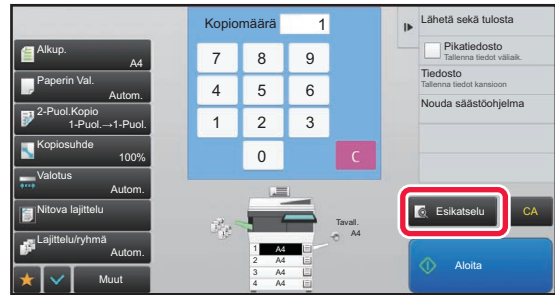 Alkup.
A4
Paperin Val.
Autom.
2-Puol.Kopio
1-Puol.→1-Puol.
Kopiosuhde
100%
Valotus
Autom.
Nitova lajittelu
Lajittelu/ryhmä
Autom.
Muut
Kopiomäärä 1
7 8 9
4 5 6
1 2 3
0 C
Tavall.
A4
1 A4
2 A4
3 A4
4 A4
Lähetä sekä tulosta
Pikatiedosto
Tallenna tiedot väliaik.
Tiedosto
Tallenna tiedot kansioon
Nouda säästöohjelma
Esikatselu
CA
Aloita